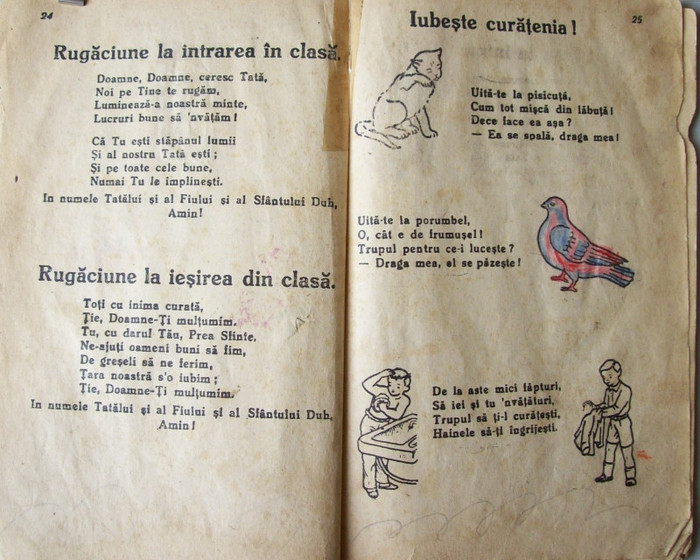 24
Rugăciune la intrarea în clasă.
Doamne, Doamne, ceresc Tată,
Noi pe Tine te rugăm,
Luminează-a noastră minte,
Lucruri bune să 'nvățăm!
Că Tu ești stăpânul lumii
Și al nostru Tată ești;
Și pe toate cele bune,
Numai Tu le împlinești.
In numele Tatălui și al Fiului și al Sfântului Duh,
Amin!
Rugăciune la ieșirea din clasă.
Toți cu inima curată,
Ție, Doamne-Ți mulțumim.
Tu, cu darul Tău, Prea Sfinte,
Ne-ajuți oameni buni să fim,
De greșeli să ne ferim,
Țara noastră s'o iubim;
Ție, Doamne-Ți mulțumim.
In numele Tatălui și al Fiului și al Sfântului Duh,
Amin!
25
Iubește curățenia!
Uită-te la pisicuță,
Cum tot mișcă din lăbuță!
Dece face ea așa?
— Ea se spală, draga mea!
Uită-te la porumbel,
O, cât e de frumușel!
Trupul pentru ce-i lucește?
— Draga mea, el se păzește!
De la aste mici făpturi,
Să iei și tu 'nvățături,
Trupul să ți-l curățești,
Hainele să-ți îngrijești.